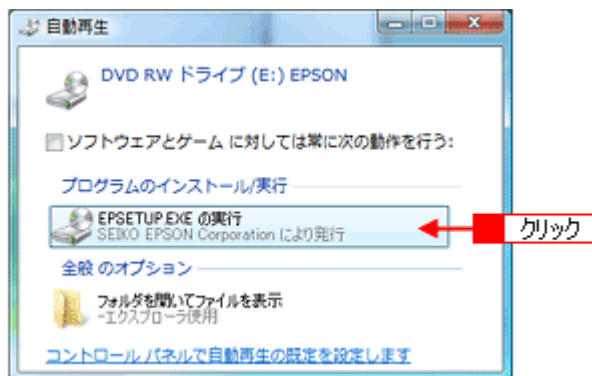 自動再生
DVD RW ドライブ (E:) EPSON
ソフトウェアとゲーム に対しては常に次の動作を行う:
プログラムのインストール/実行
EPSETUP.EXE の実行
SEIKO EPSON Corporation により発行
クリック
全般 のオプション
フォルダを開いてファイルを表示
-エクスプローラ使用
コントロール パネルで自動再生の既定を設定します